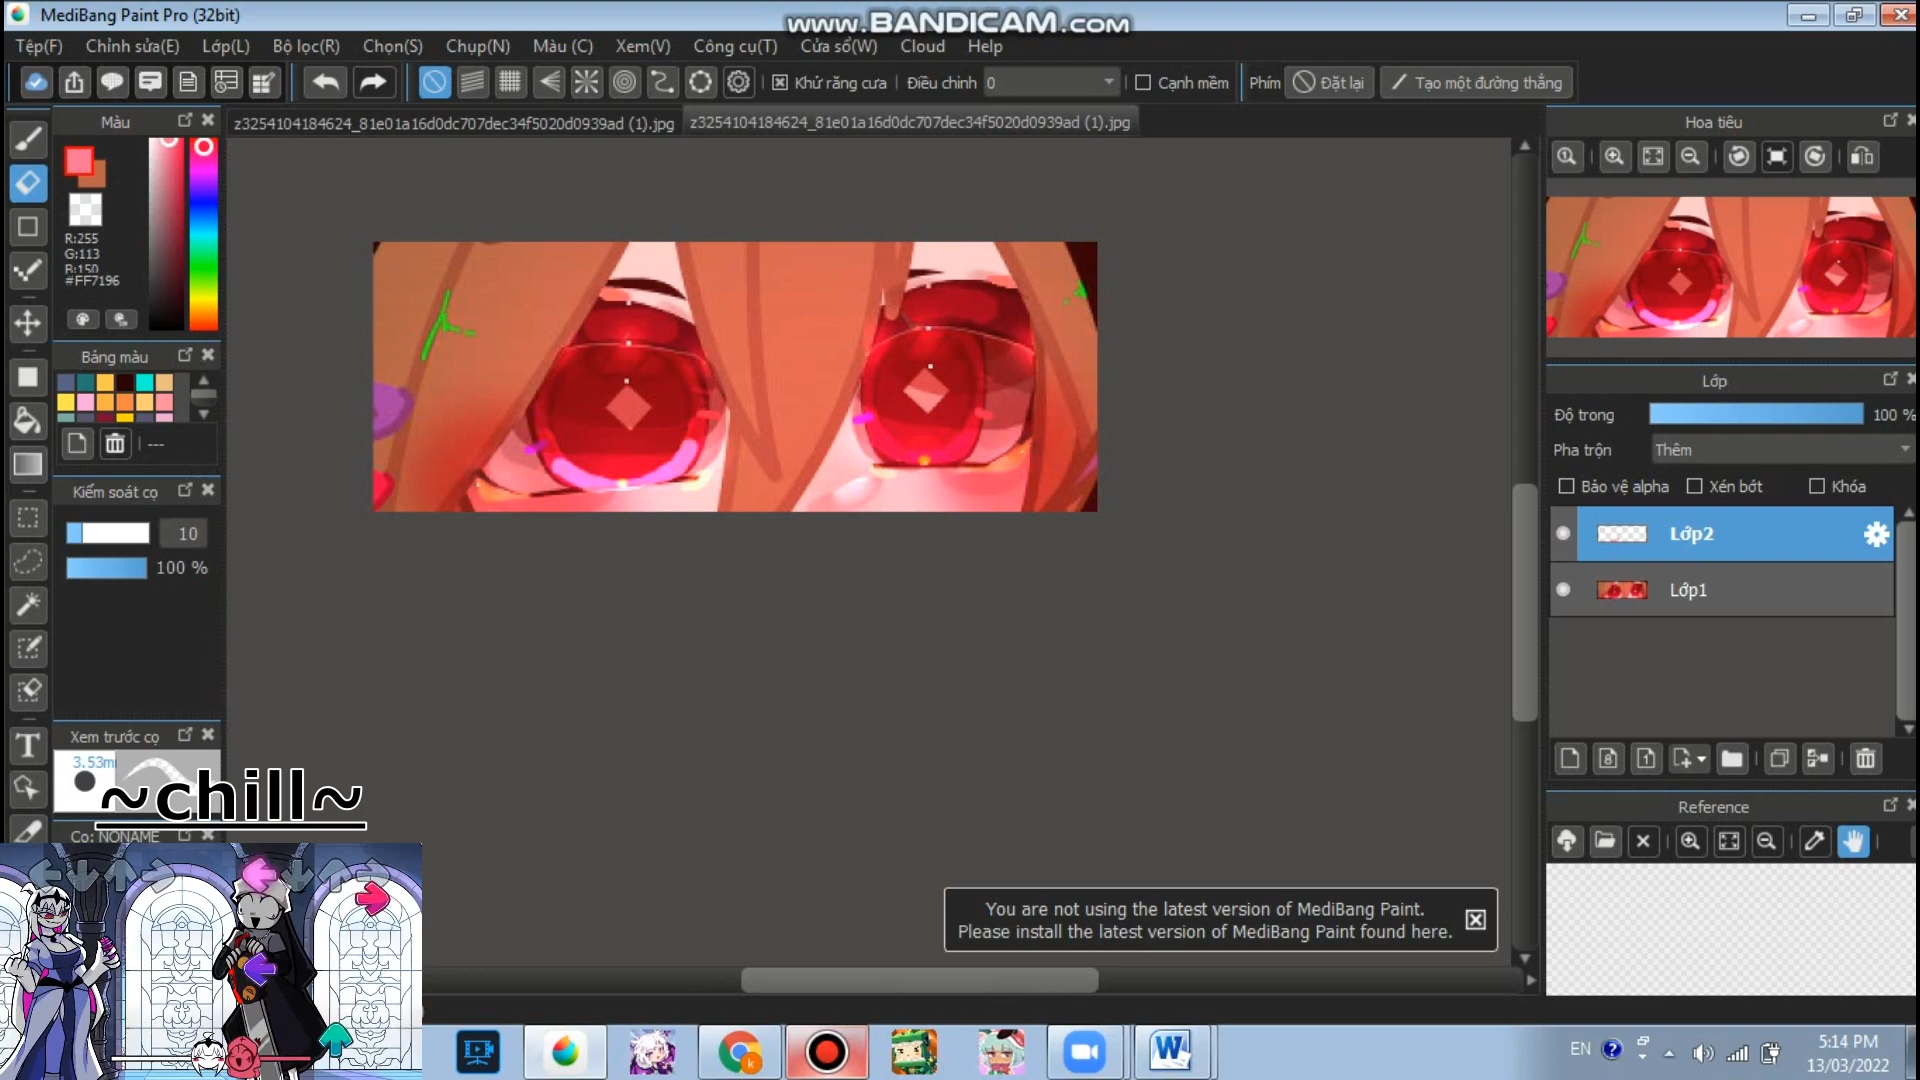 MediBang Paint Pro (32bit)
www.BANDICAM.com
Tệp(F) Chỉnh sửa(E) Lớp(L) Bộ lọc(R) Chọn(S) Chụp(N) Màu (C) Xem(V) Công cụ(T) Cửa sổ(W) Cloud Help
Khử răng cưa Điều chỉnh 0 Cạnh mềm Phím Đặt lại Tạo một đường thẳng
Màu
z3254104184624_81e01a16d0dc707dec34f5020d0939ad (1).jpg
z3254104184624_81e01a16d0dc707dec34f5020d0939ad (1).jpg
R:255
G:113
B:150
#FF7196
Bảng màu
---
Kiểm soát cọ
10
100 %
Xem trước cọ
3.53m
~chill~
Cọ: NONAME
Hoa tiêu
Lớp
Độ trong 100 %
Pha trộn Thêm
Bảo vệ alpha Xén bớt Khóa
Lớp2
Lớp1
Reference
You are not using the latest version of MediBang Paint.
Please install the latest version of MediBang Paint found here.
EN
5:14 PM
13/03/2022